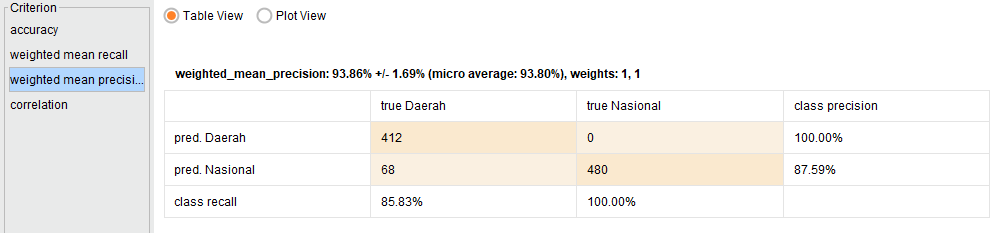 Criterion
accuracy
weighted mean recall
weighted mean precisi...
correlation
Table View Plot View
weighted_mean_precision: 93.86% +/- 1.69% (micro average: 93.80%), weights: 1, 1
true Daerah true Nasional class precision
pred. Daerah 412 0 100.00%
pred. Nasional 68 480 87.59%
class recall 85.83% 100.00%